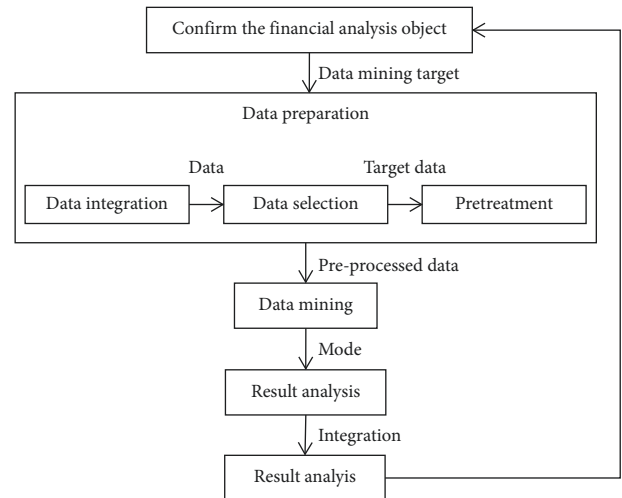 Confirm the financial analysis object
Data mining target
Data preparation
Data
Target data
Data integration
Data selection
Pretreatment
Pre-processed data
Data mining
Mode
Result analysis
Integration
Result analyis